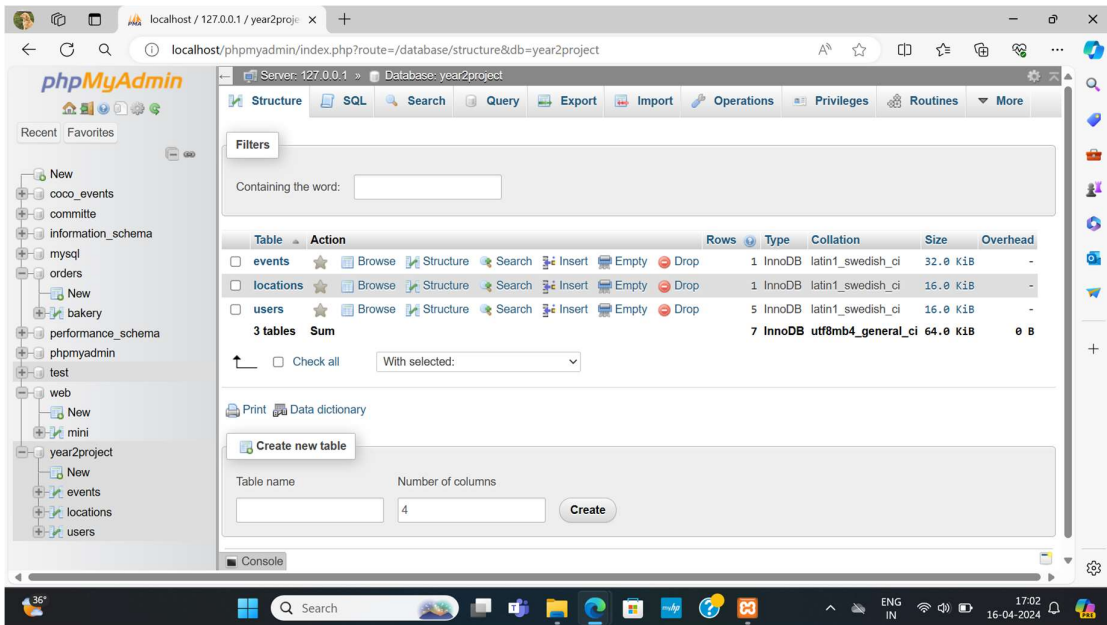 localhost / 127.0.0.1 / year2proje
localhost/phpmyadmin/index.php?route=/database/structure&db=year2project
phpMyAdmin
Recent Favorites
New
coco_events
committe
information_schema
mysql
orders
New
bakery
performance_schema
phpmyadmin
test
web
New
mini
year2project
New
events
locations
users
Server: 127.0.0.1 » Database: year2project
Structure SQL Search Query Export Import Operations Privileges Routines More
Filters
Containing the word:
Table Action Rows Type Collation Size Overhead
events Browse Structure Search Insert Empty Drop 1 InnoDB latin1_swedish_ci 32.0 KiB -
locations Browse Structure Search Insert Empty Drop 1 InnoDB latin1_swedish_ci 16.0 KiB -
users Browse Structure Search Insert Empty Drop 5 InnoDB latin1_swedish_ci 16.0 KiB -
3 tables Sum 7 InnoDB utf8mb4_general_ci 64.0 KiB 0 B
Check all With selected:
Print Data dictionary
Create new table
Table name Number of columns
4 Create
Console
36° Search ENG 17:02
IN 16-04-2024